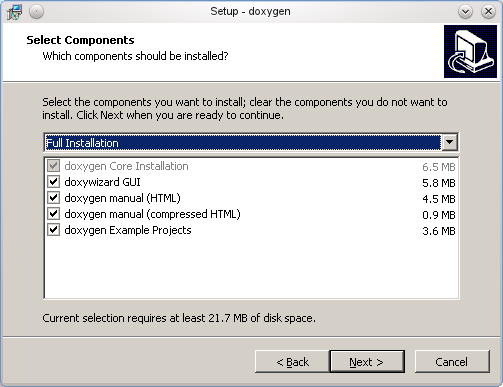 Setup - doxygen
Select Components
Which components should be installed?
Select the components you want to install; clear the components you do not want to
install. Click Next when you are ready to continue.
Full Installation
doxygen Core Installation 6.5 MB
doxywizard GUI 5.8 MB
doxygen manual (HTML) 4.5 MB
doxygen manual (compressed HTML) 0.9 MB
doxygen Example Projects 3.6 MB
Current selection requires at least 21.7 MB of disk space.
< Back Next > Cancel